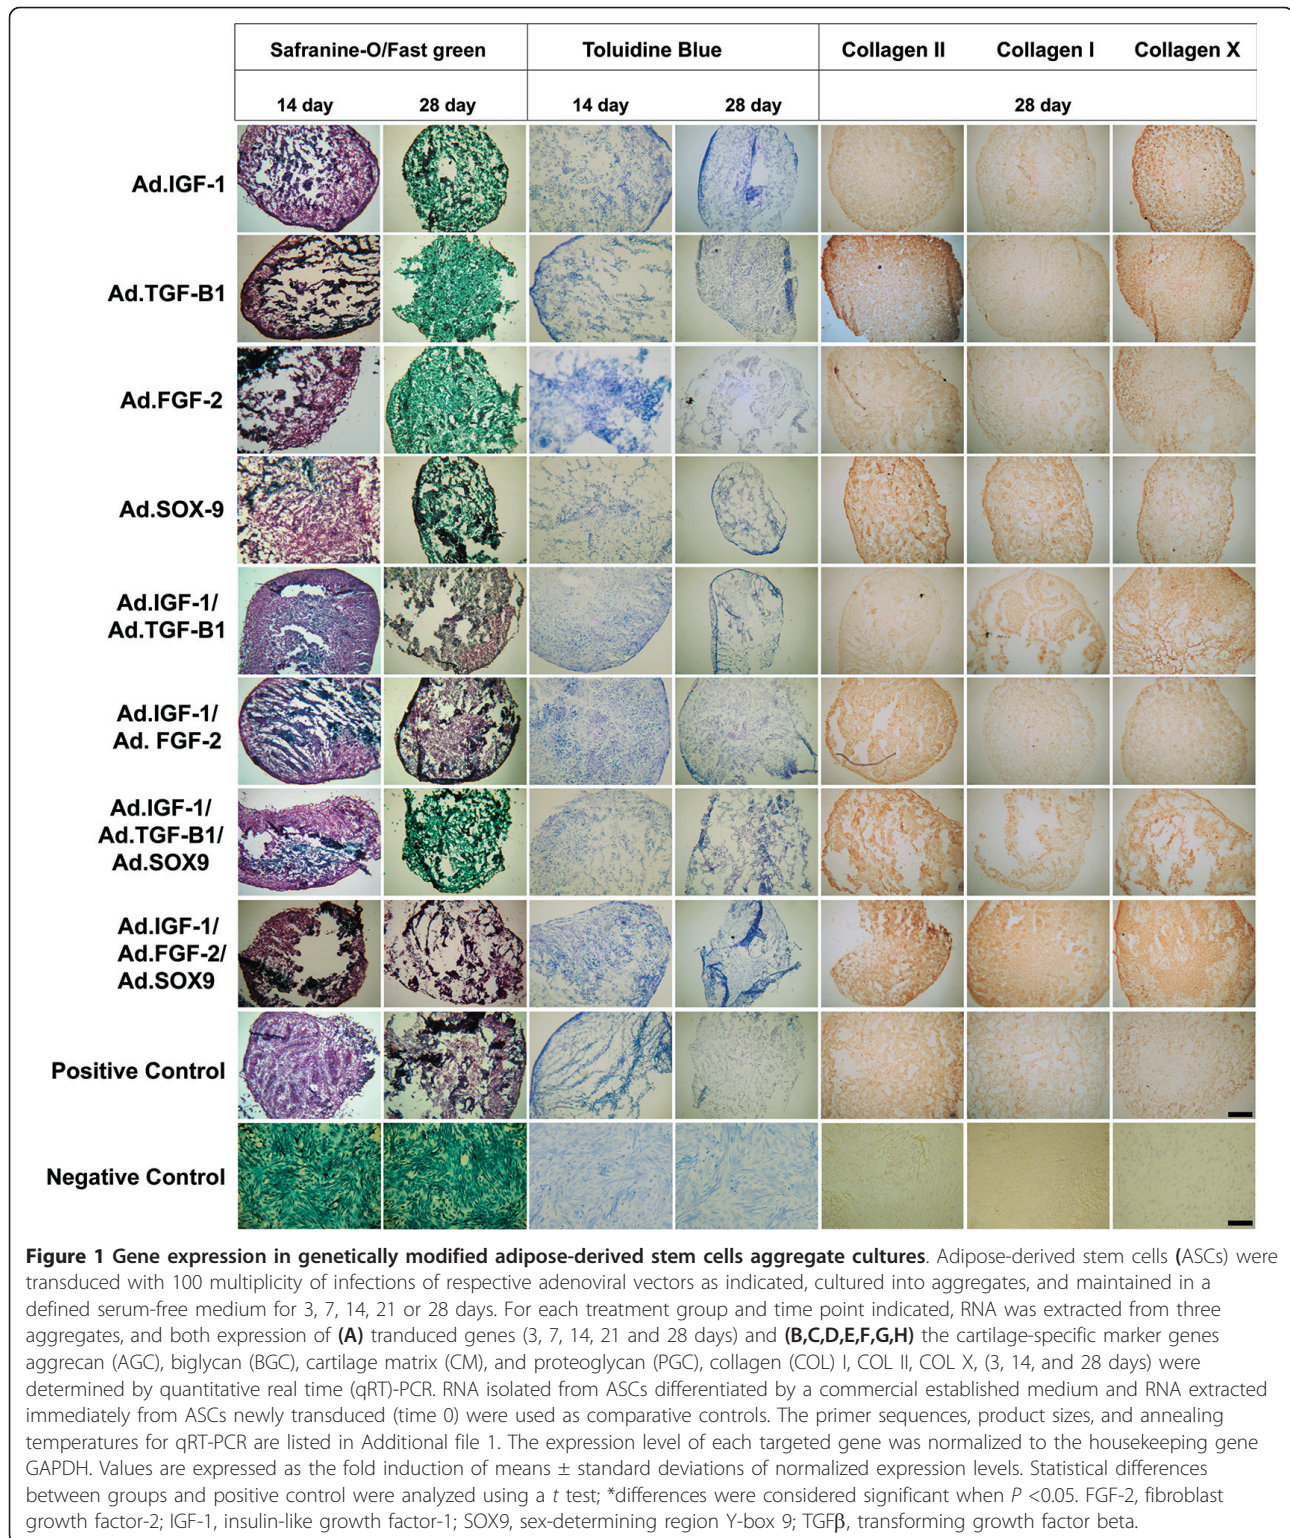 Safranine-O/Fast green Toluidine Blue Collagen II Collagen I Collagen X
14 day 28 day 14 day 28 day 28 day
Ad.IGF-1
Ad.TGF-B1
Ad.FGF-2
Ad.SOX-9
Ad.IGF-1/
Ad.TGF-B1
Ad.IGF-1/
Ad. FGF-2
Ad.IGF-1/
Ad.TGF-B1/
Ad.SOX9
Ad.IGF-1/
Ad.FGF-2/
Ad.SOX9
Positive Control
Negative Control
Figure 1 Gene expression in genetically modified adipose-derived stem cells aggregate cultures. Adipose-derived stem cells (ASCs) were
transduced with 100 multiplicity of infections of respective adenoviral vectors as indicated, cultured into aggregates, and maintained in a
defined serum-free medium for 3, 7, 14, 21 or 28 days. For each treatment group and time point indicated, RNA was extracted from three
aggregates, and both expression of (A) tranduced genes (3, 7, 14, 21 and 28 days) and (B,C,D,E,F,G,H) the cartilage-specific marker genes
aggrecan (AGC), biglycan (BGC), cartilage matrix (CM), and proteoglycan (PGC), collagen (COL) I, COL II, COL X, (3, 14, and 28 days) were
determined by quantitative real time (qRT)-PCR. RNA isolated from ASCs differentiated by a commercial established medium and RNA extracted
immediately from ASCs newly transduced (time 0) were used as comparative controls. The primer sequences, product sizes, and annealing
temperatures for qRT-PCR are listed in Additional file 1. The expression level of each targeted gene was normalized to the housekeeping gene
GAPDH. Values are expressed as the fold induction of means ± standard deviations of normalized expression levels. Statistical differences
between groups and positive control were analyzed using a t test; *differences were considered significant when P <0.05. FGF-2, fibroblast
growth factor-2; IGF-1, insulin-like growth factor-1; SOX9, sex-determining region Y-box 9; TGFβ, transforming growth factor beta.